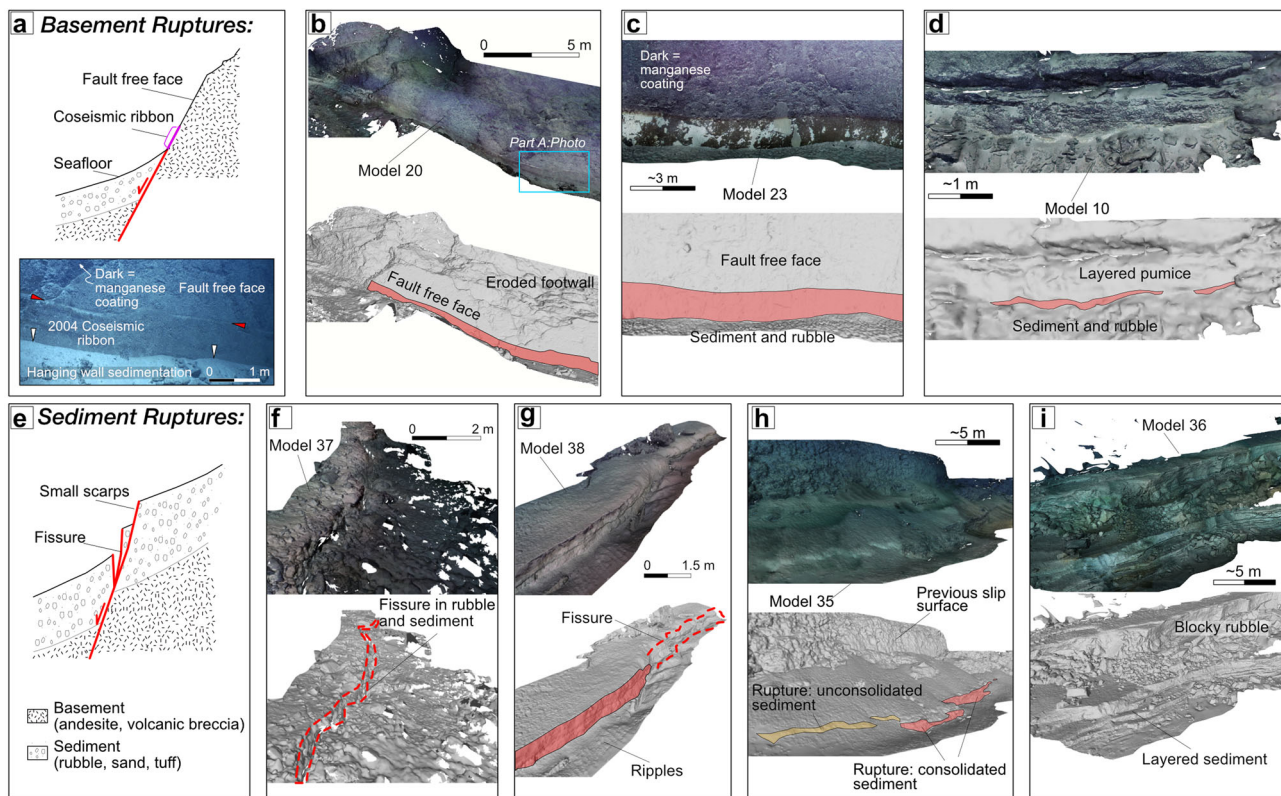 a Basement Ruptures:
Fault free face
Coseismic ribbon
Seafloor
Dark =
manganese
coating
Fault free face
2004 Coseismic
ribbon
Hanging wall sedimentation
0 1 m
b
0 5 m
Part A:Photo
Model 20
Eroded footwall
Fault free face
c
Dark =
manganese
coating
~3 m
Model 23
Fault free face
Sediment and rubble
d
~1 m
Model 10
Layered pumice
Sediment and rubble
e Sediment Ruptures:
Small scarps
Fissure
Basement
(andesite, volcanic breccia)
Sediment
(rubble, sand, tuff)
f
0 2 m
Model 37
Fissure in rubble
and sediment
g
Model 38
0 1.5 m
Fissure
Ripples
h
~5 m
Model 35
Previous slip
surface
Rupture: unconsolidated
sediment
Rupture: consolidated
sediment
i
Model 36
~5 m
Blocky rubble
Layered sediment